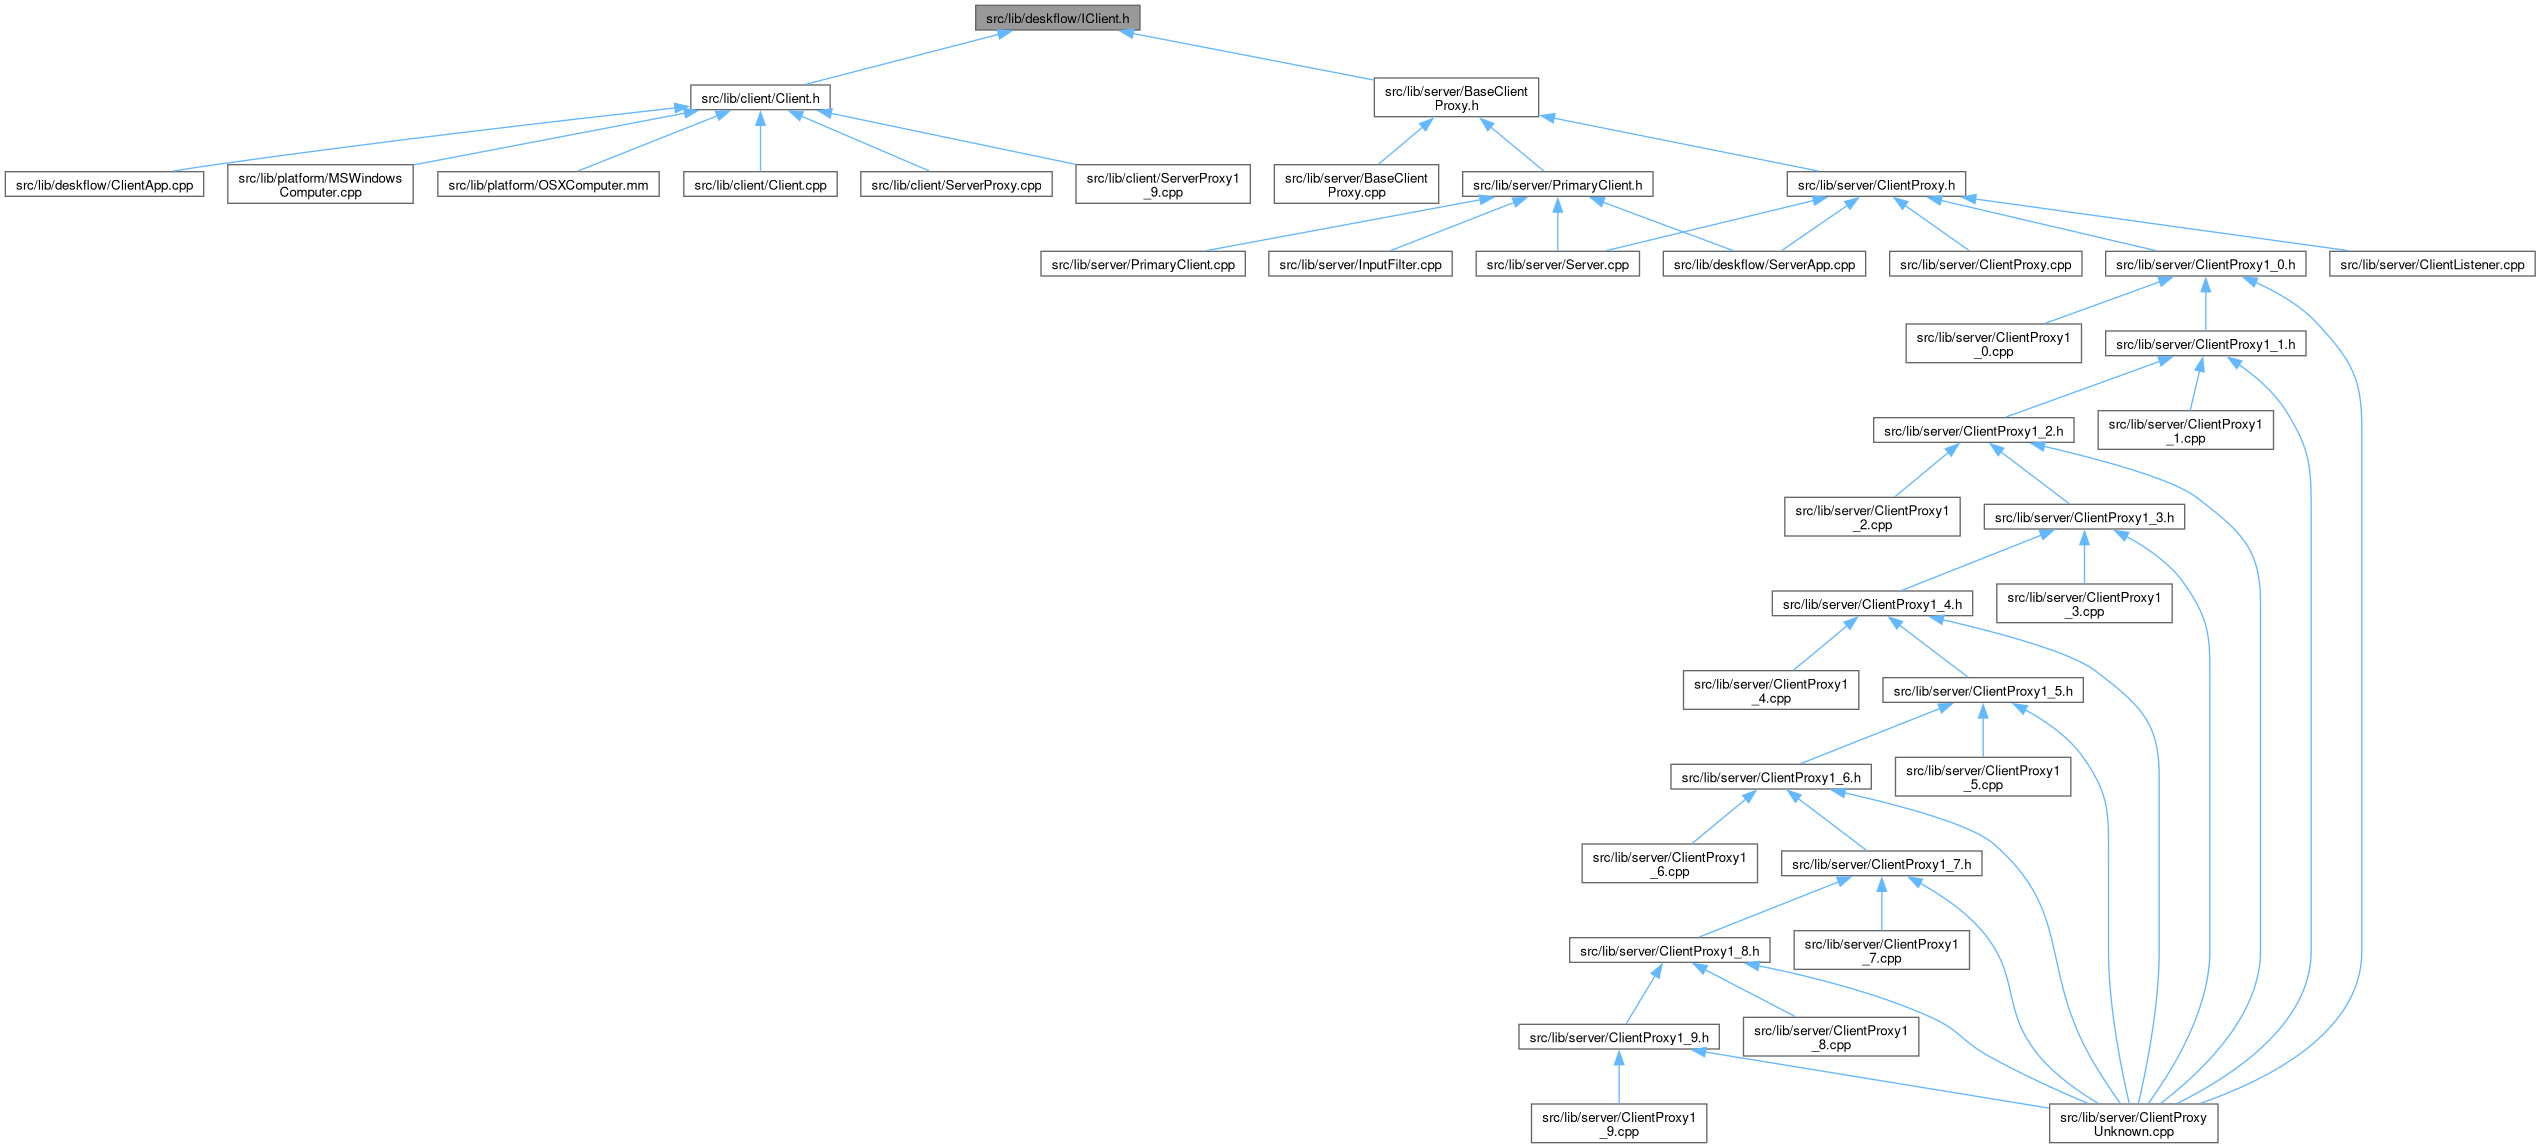 src/lib/deskflow/IClient.h
src/lib/client/Client.h
src/lib/server/BaseClient
Proxy.h
src/lib/deskflow/ClientApp.cpp
src/lib/platform/MSWindows
Computer.cpp
src/lib/platform/OSXComputer.mm
src/lib/client/Client.cpp
src/lib/client/ServerProxy.cpp
src/lib/client/ServerProxy1
_9.cpp
src/lib/server/BaseClient
Proxy.cpp
src/lib/server/PrimaryClient.h
src/lib/server/ClientProxy.h
src/lib/server/PrimaryClient.cpp
src/lib/server/InputFilter.cpp
src/lib/server/Server.cpp
src/lib/deskflow/ServerApp.cpp
src/lib/server/ClientProxy.cpp
src/lib/server/ClientProxy1_0.h
src/lib/server/ClientListener.cpp
src/lib/server/ClientProxy1
_0.cpp
src/lib/server/ClientProxy1_1.h
src/lib/server/ClientProxy1_2.h
src/lib/server/ClientProxy1
_1.cpp
src/lib/server/ClientProxy1
_2.cpp
src/lib/server/ClientProxy1_3.h
src/lib/server/ClientProxy1_4.h
src/lib/server/ClientProxy1
_3.cpp
src/lib/server/ClientProxy1
_4.cpp
src/lib/server/ClientProxy1_5.h
src/lib/server/ClientProxy1_6.h
src/lib/server/ClientProxy1
_5.cpp
src/lib/server/ClientProxy1
_6.cpp
src/lib/server/ClientProxy1_7.h
src/lib/server/ClientProxy1_8.h
src/lib/server/ClientProxy1
_7.cpp
src/lib/server/ClientProxy1_9.h
src/lib/server/ClientProxy1
_8.cpp
src/lib/server/ClientProxy1
_9.cpp
src/lib/server/ClientProxy
Unknown.cpp